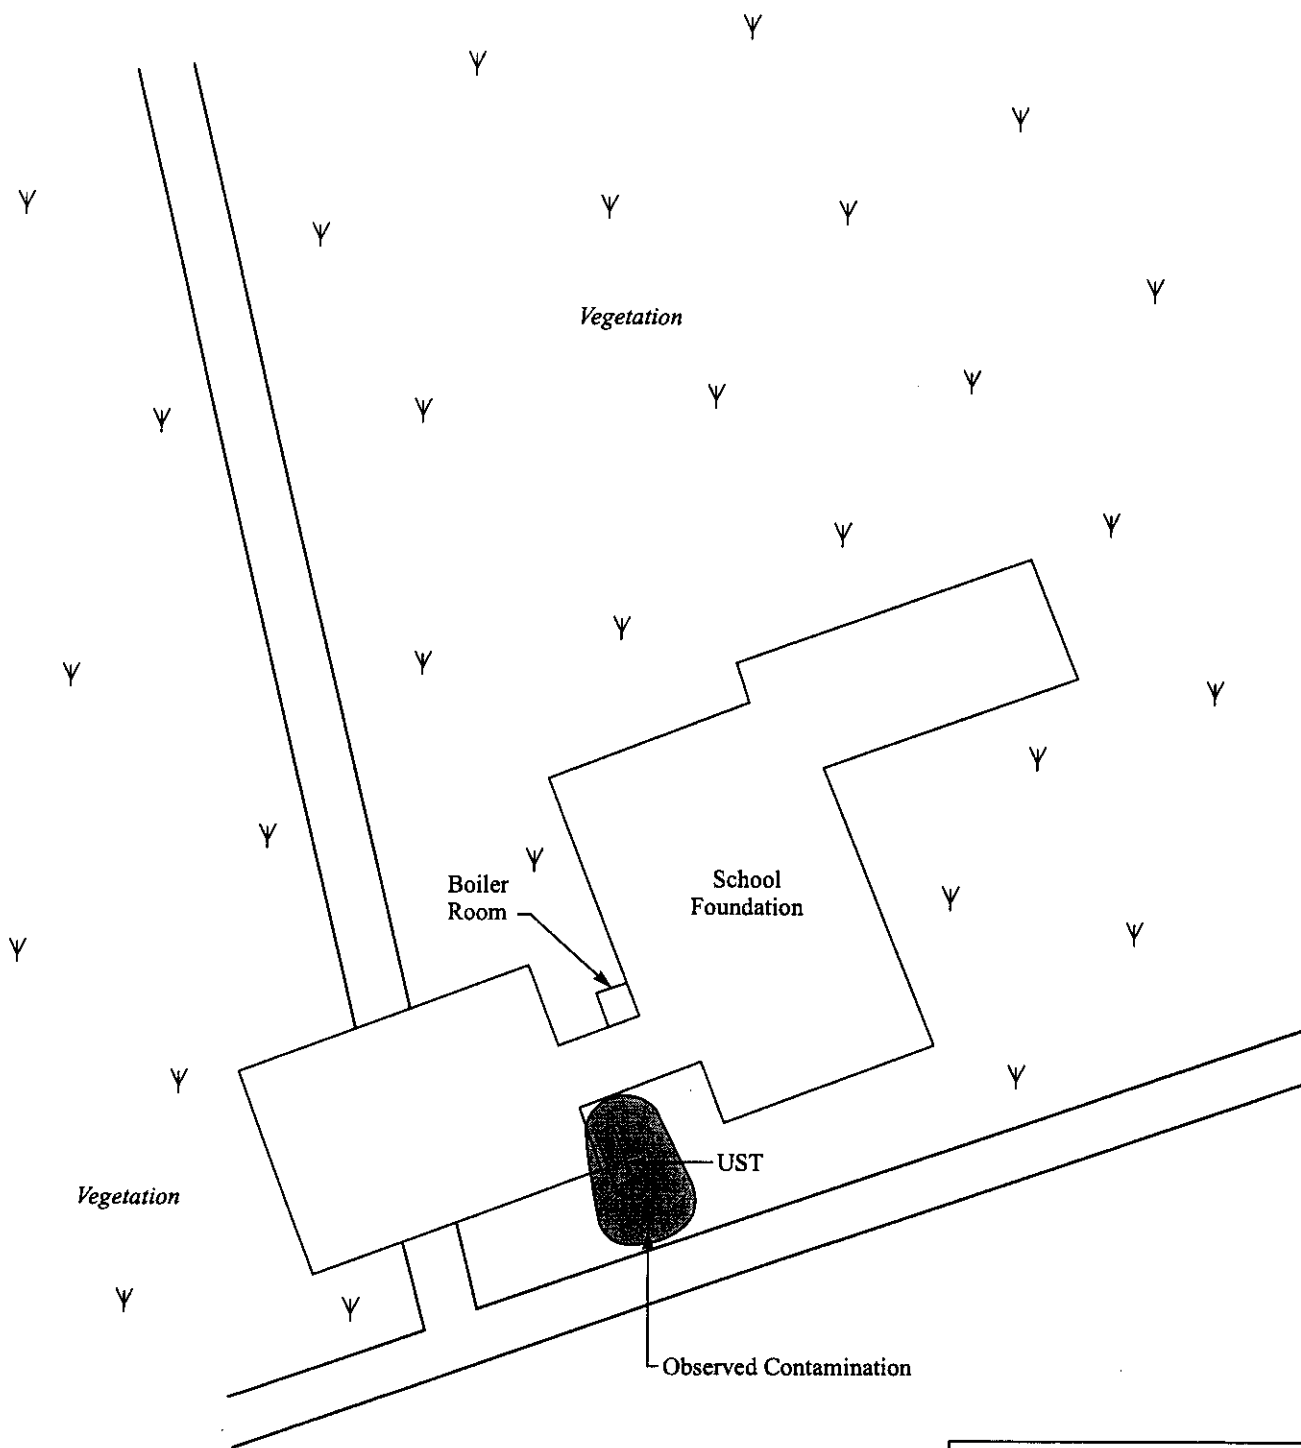 Vegetation
Boiler
Room
School
Foundation
UST
Vegetation
Observed Contamination